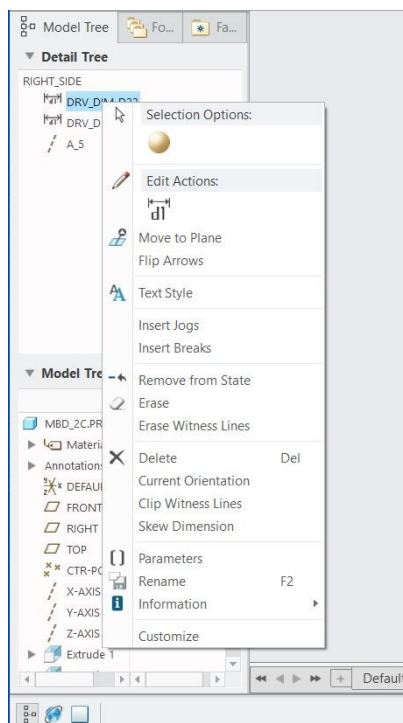 Model Tree Fo... Fa...
Detail Tree
RIGHT_SIDE
DRV_DIM_D22
DRV_D
A_5
Selection Options:
Edit Actions:
d1
Move to Plane
Flip Arrows
Text Style
Insert Jogs
Insert Breaks
Remove from State
Erase
Erase Witness Lines
Delete Del
Current Orientation
Clip Witness Lines
Skew Dimension
Parameters
Rename F2
Information
Customize
Model Tre
MBD_2C.PR
Materi
Annotation
DEFAU
FRONT
RIGHT
TOP
CTR-PO
X-AXIS
Y-AXIS
Z-AXIS
Extrude 1
Default